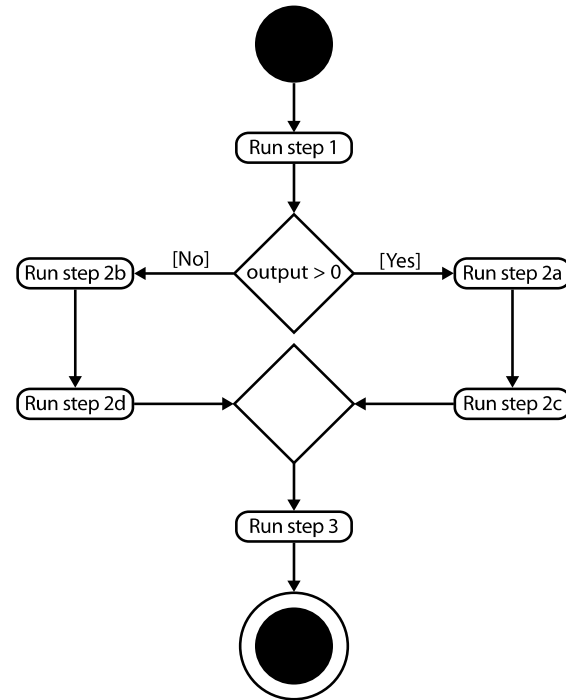 Run step 1
[No]
[Yes]
Run step 2b
output > 0
Run step 2a
Run step 2d
Run step 2c
Run step 3